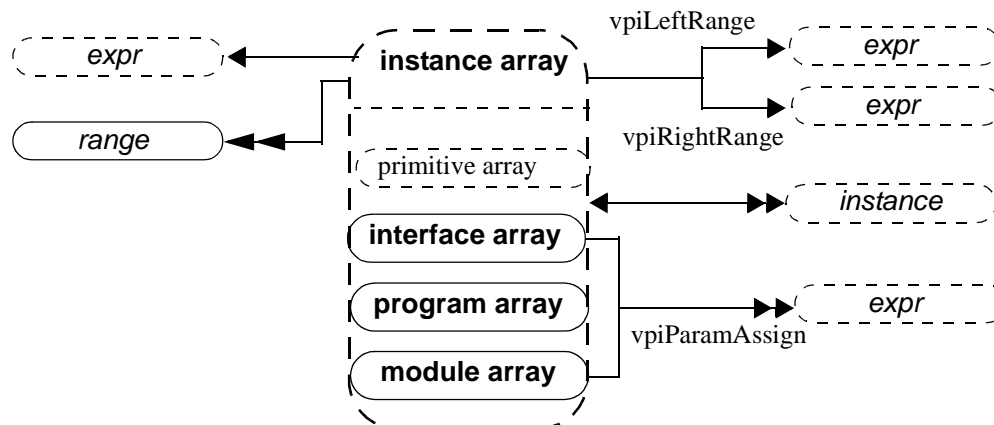 vpiLeftRange
expr
instance array
expr
expr
range
vpiRightRange
primitive array
instance
interface array
program array
expr
vpiParamAssign
module array